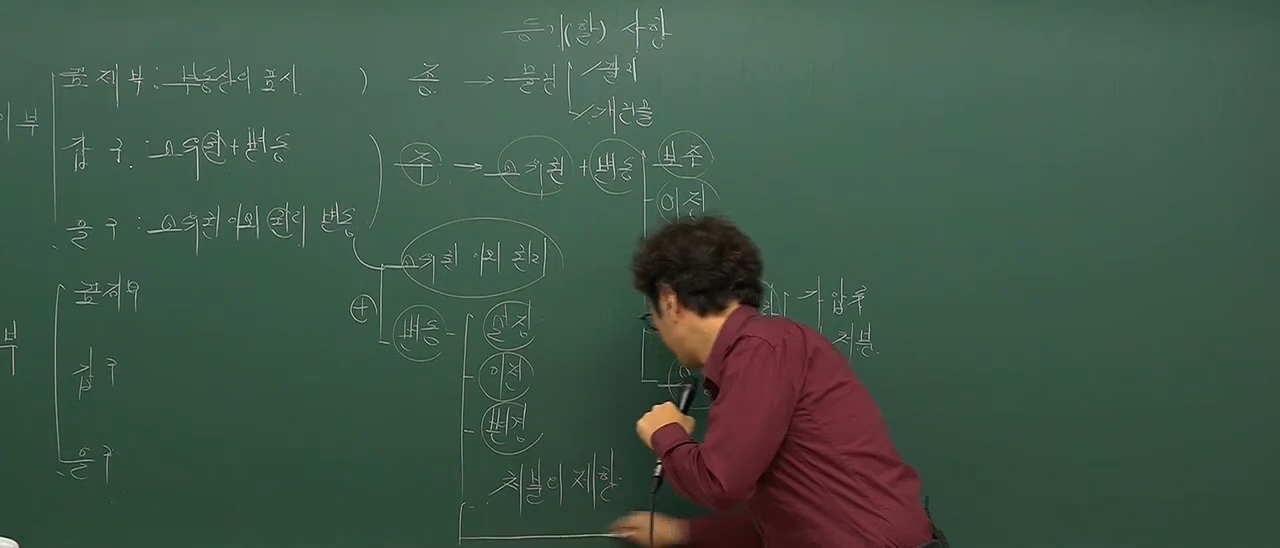 등기(할) 사항
표제부 : 부동산의 표시 ) 종 → 물건
갑구 : 소유권 + 변동
을구 : 소유권 이외 권리 변동
주 → 소유권 + 변동
보존
이전
소유권 이외 권리
+
변동
설정
이전
변경
처분의 제한
표제부
갑구
을구
부
부
가압류
처분